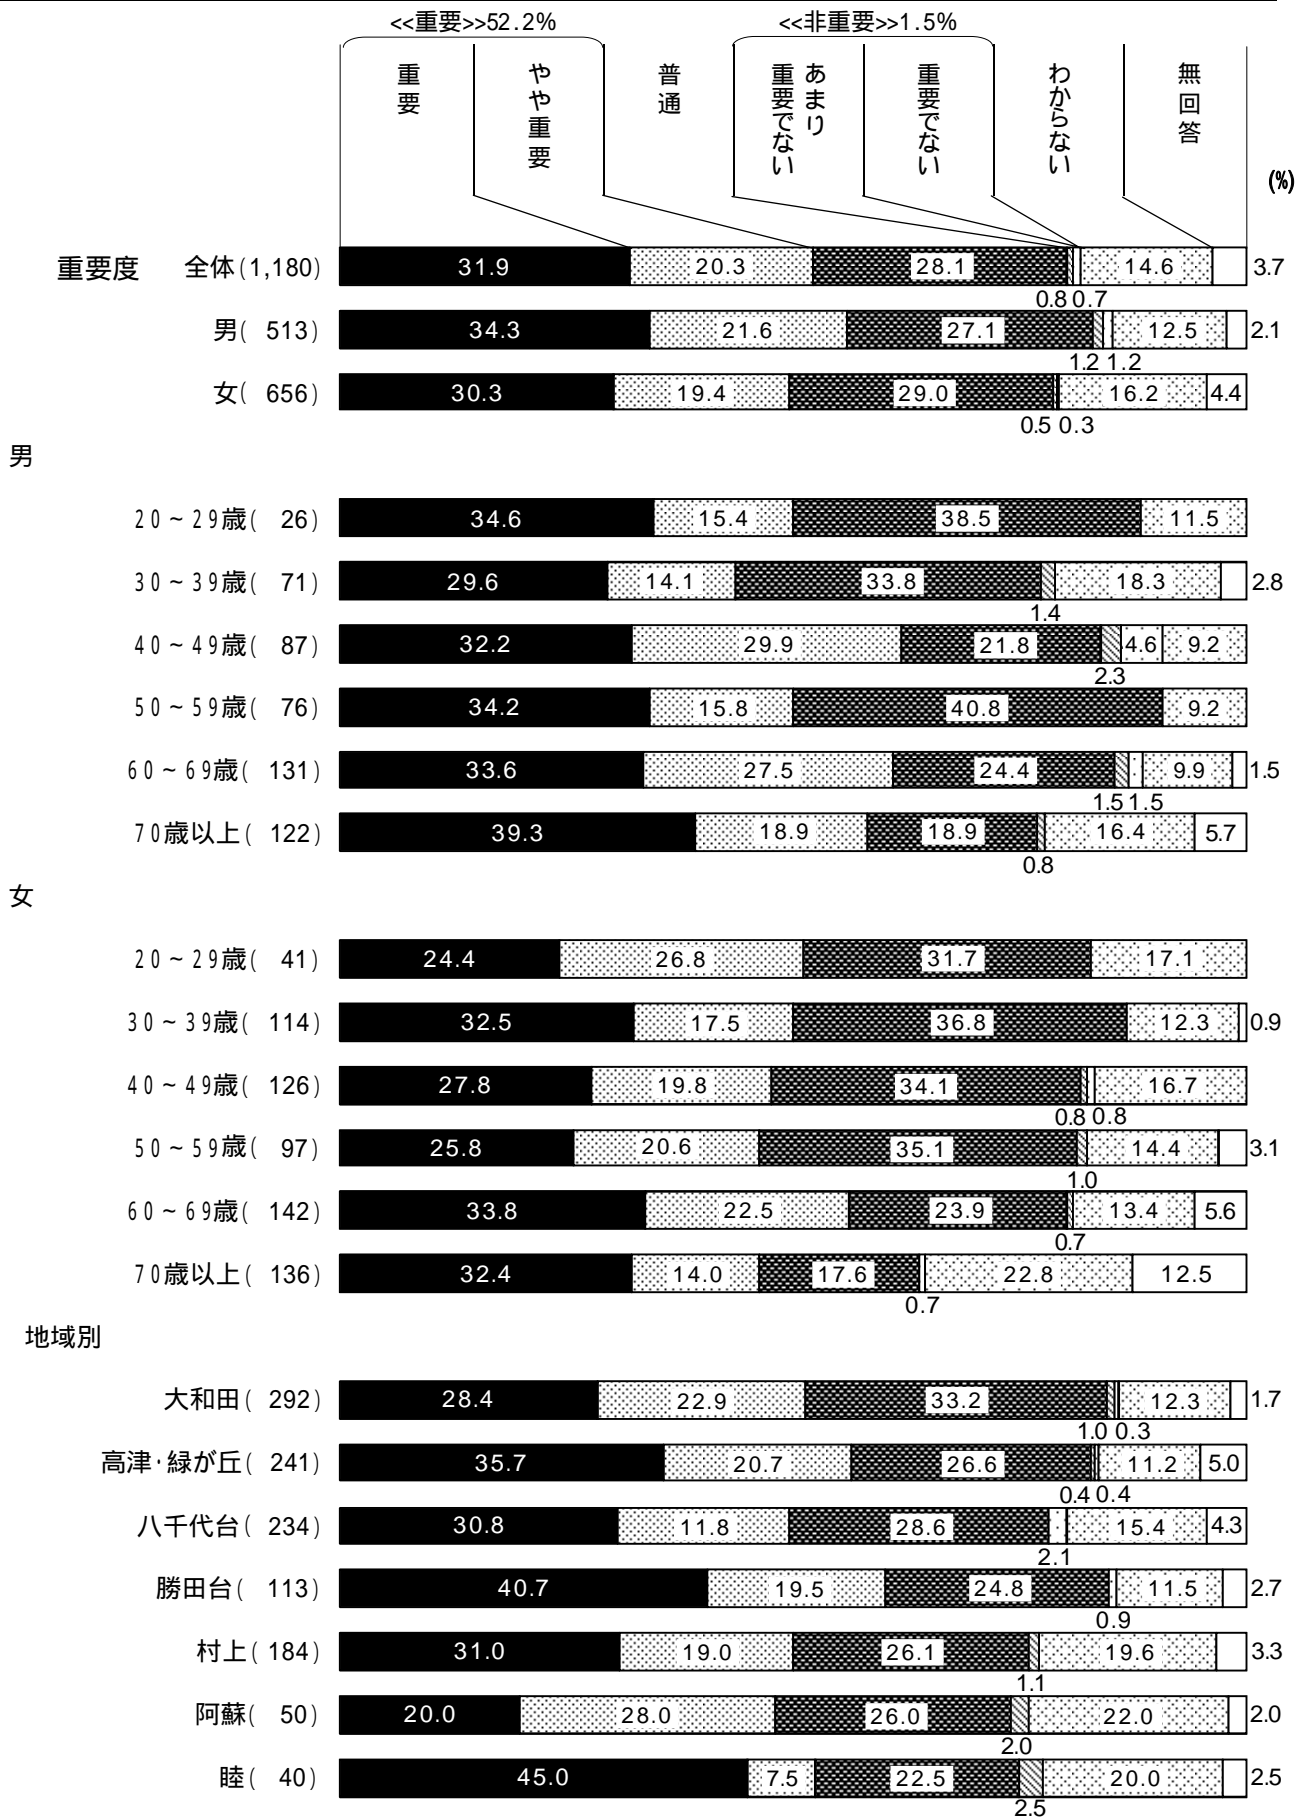 <<重要>>52.2% <<非重要>>1.5%
重要 やや重要 普通 あまり重要でない 重要でない わからない 無回答
(%)
重要度 全体(1,180) 31.9 20.3 28.1 14.6 3.7
0.8 0.7
男( 513) 34.3 21.6 27.1 12.5 2.1
1.2 1.2
女( 656) 30.3 19.4 29.0 16.2 4.4
0.5 0.3
男
20~29歳( 26) 34.6 15.4 38.5 11.5
30~39歳( 71) 29.6 14.1 33.8 18.3 2.8
1.4
40~49歳( 87) 32.2 29.9 21.8 4.6 9.2
2.3
50~59歳( 76) 34.2 15.8 40.8 9.2
60~69歳( 131) 33.6 27.5 24.4 9.9 1.5
1.5 1.5
70歳以上( 122) 39.3 18.9 18.9 16.4 5.7
0.8
女
20~29歳( 41) 24.4 26.8 31.7 17.1
30~39歳( 114) 32.5 17.5 36.8 12.3 0.9
40~49歳( 126) 27.8 19.8 34.1 16.7
0.8 0.8
50~59歳( 97) 25.8 20.6 35.1 14.4 3.1
1.0
60~69歳( 142) 33.8 22.5 23.9 13.4 5.6
0.7
70歳以上( 136) 32.4 14.0 17.6 22.8 12.5
0.7
地域別
大和田( 292) 28.4 22.9 33.2 12.3 1.7
1.0 0.3
高津･緑が丘( 241) 35.7 20.7 26.6 11.2 5.0
0.4 0.4
八千代台( 234) 30.8 11.8 28.6 15.4 4.3
2.1
勝田台( 113) 40.7 19.5 24.8 11.5 2.7
0.9
村上( 184) 31.0 19.0 26.1 19.6 3.3
1.1
阿蘇( 50) 20.0 28.0 26.0 22.0 2.0
2.0
睦( 40) 45.0 7.5 22.5 20.0 2.5
2.5